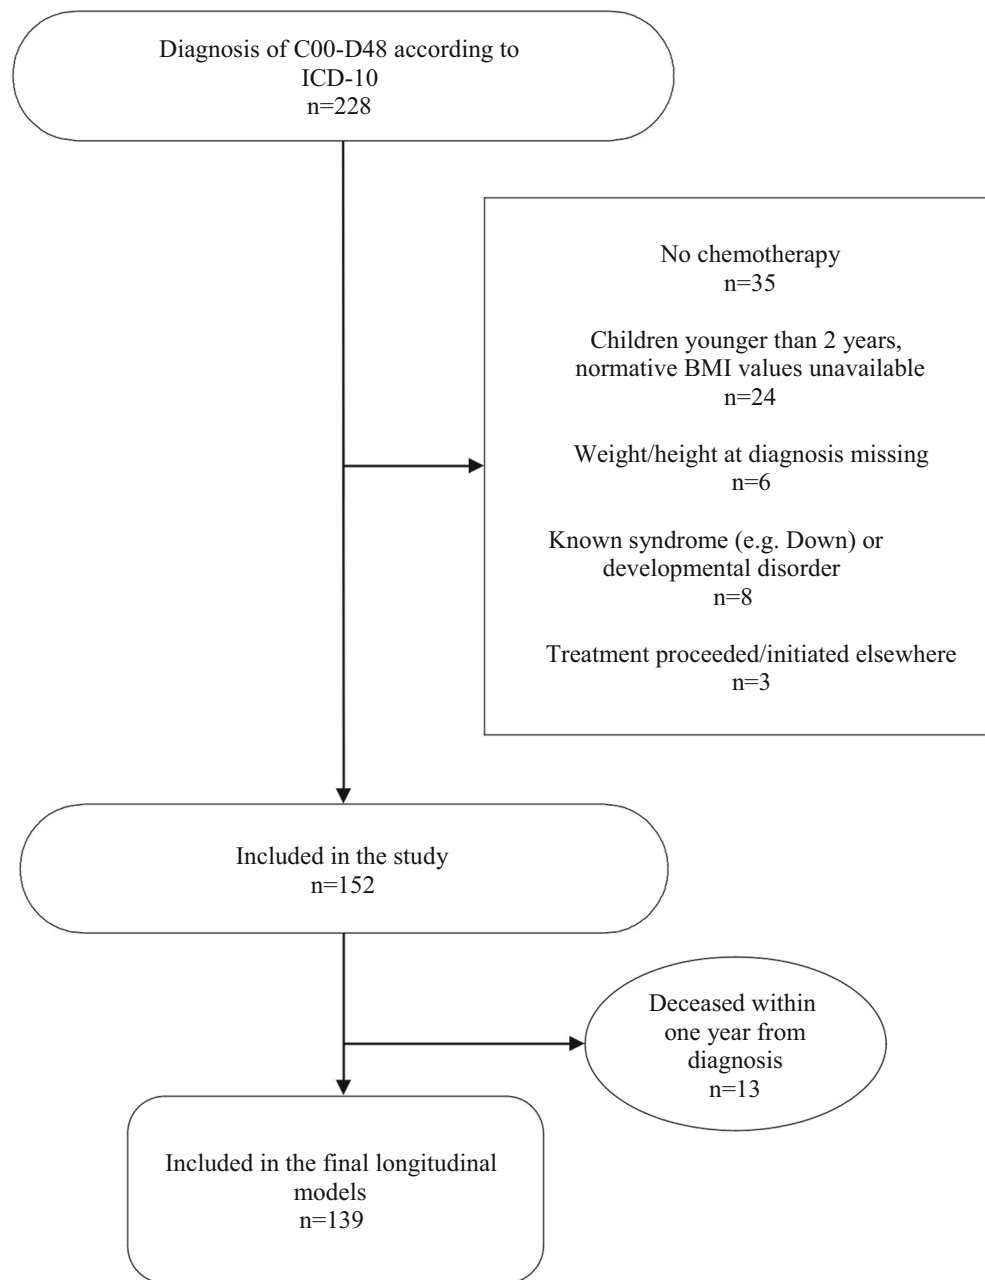 Diagnosis of C00-D48 according to
ICD-10
n=228
No chemotherapy
n=35
Children younger than 2 years,
normative BMI values unavailable
n=24
Weight/height at diagnosis missing
n=6
Known syndrome (e.g. Down) or
developmental disorder
n=8
Treatment proceeded/initiated elsewhere
n=3
Included in the study
n=152
Deceased within
one year from
diagnosis
n=13
Included in the final longitudinal
models
n=139